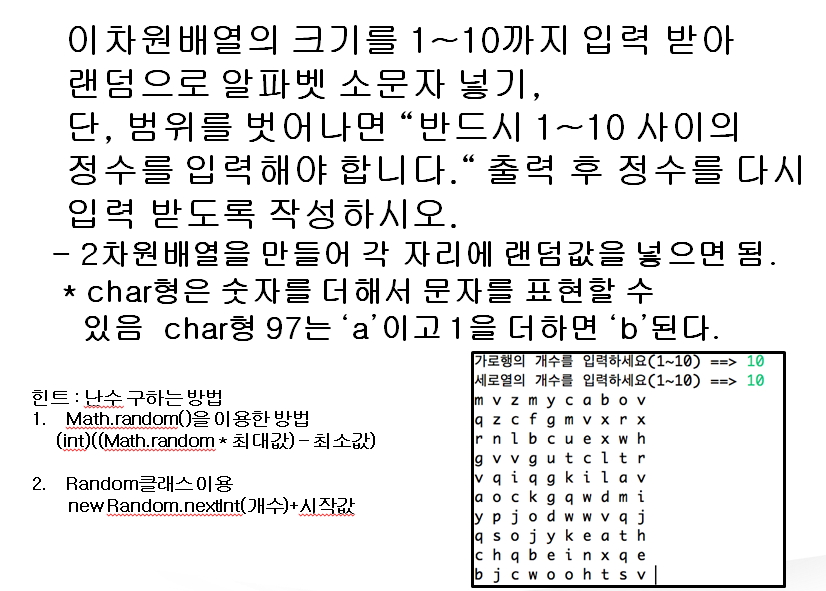 이차원배열의 크기를 1~10까지 입력 받아
랜덤으로 알파벳 소문자 넣기,
단, 범위를 벗어나면 “반드시 1~10 사이의
정수를 입력해야 합니다.“ 출력 후 정수를 다시
입력 받도록 작성하시오.
- 2차원배열을 만들어 각 자리에 랜덤값을 넣으면 됨.
* char형은 숫자를 더해서 문자를 표현할 수
있음 char형 97는 ‘a’이고 1을 더하면 ‘b’된다.
힌트 : 난수 구하는 방법
1. Math.random()을 이용한 방법
(int)((Math.random * 최대값) – 최소값)
2. Random클래스 이용
new Random.nextInt(개수)+시작값
가로행의 개수를 입력하세요(1~10) ==> 10
세로열의 개수를 입력하세요(1~10) ==> 10
m v z m y c a b o v
q z c f g m v x r x
r n l b c u e x w h
g v v g u t c l t r
v q i q g k i l a v
a o c k g q w d m i
y p j o d w w v q j
q s o j y k e a t h
c h q b e i n x q e
b j c w o o h t s v